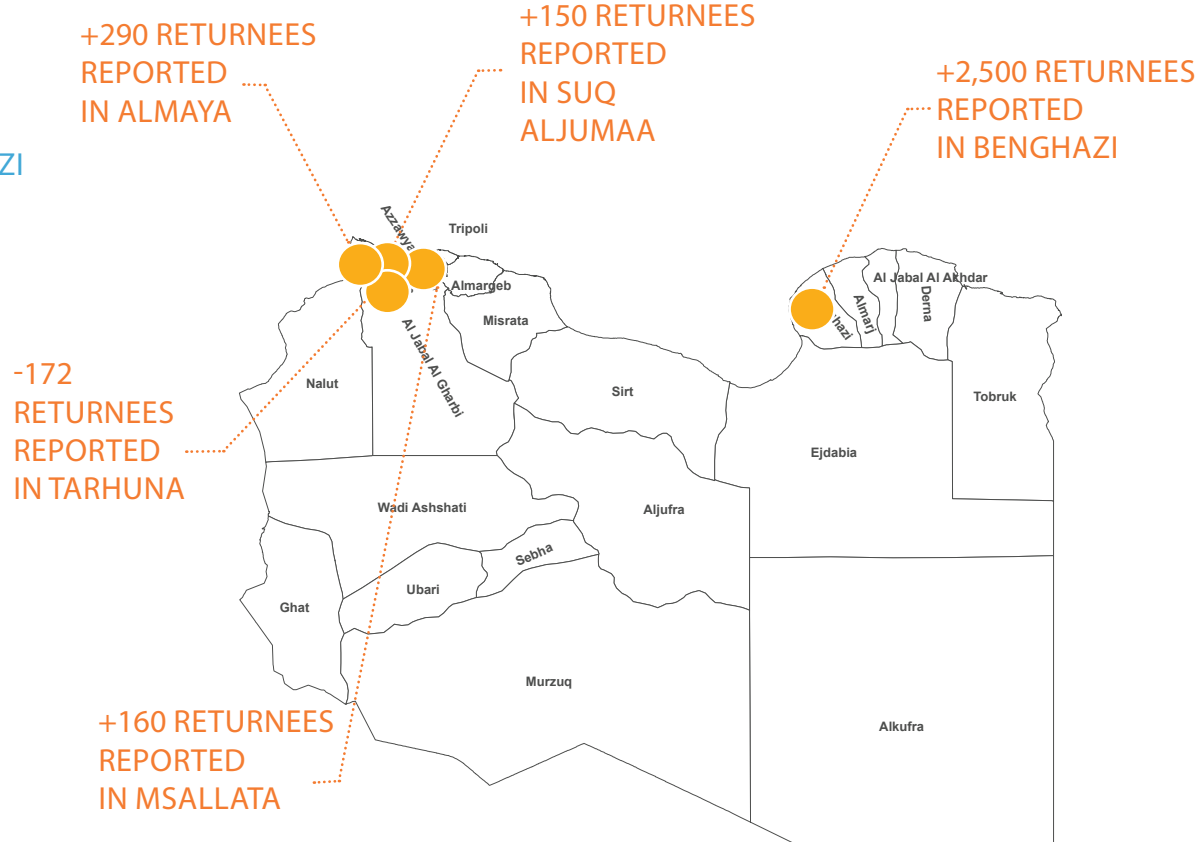 +290 RETURNEES
REPORTED
IN ALMAYA
+150 RETURNEES
REPORTED
IN SUQ
ALJUMAA
+2,500 RETURNEES
REPORTED
IN BENGHAZI
ZI
Azzawya
Tripoli
Almargeb
Misrata
Al Jabal Al Gharbi
Nalut
Sirt
hazi
Almarj
Al Jabal Al Akhdar
Derna
Tobruk
Ejdabia
-172
RETURNEES
REPORTED
IN TARHUNA
Wadi Ashshati
Aljufra
Sebha
Ubari
Ghat
Murzuq
Alkufra
+160 RETURNEES
REPORTED
IN MSALLATA